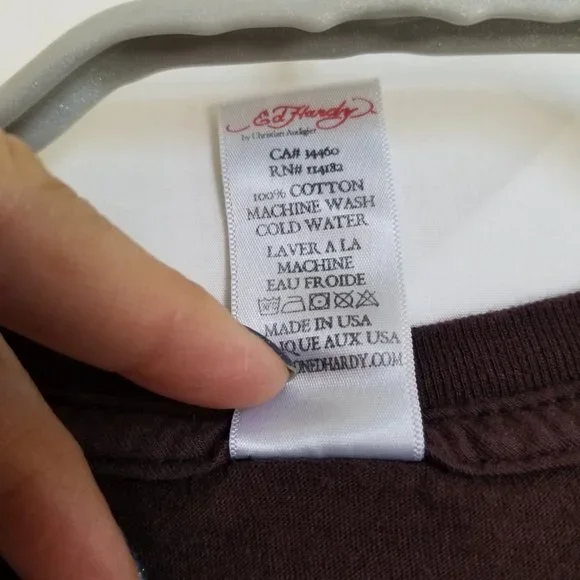 Ed Hardy
by Christian Audigier
CA# 34460
RN# 114182
100% COTTON
MACHINE WASH
COLD WATER
LAVER A LA
MACHINE
EAU FROIDE
MADE IN USA
AUX USA